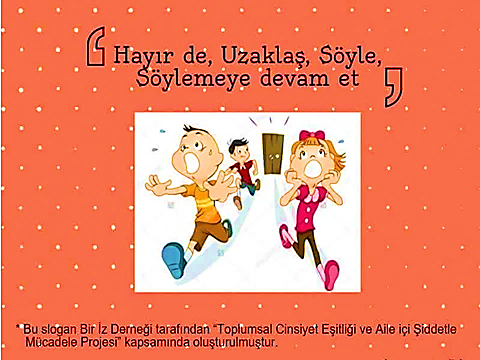 Hayır de, Uzaklaş, Söyle,
Söylemeye devam et
* Bu slogan Bir İz Derneği tarafından “Toplumsal Cinsiyet Eşitliği ve Aile içi Şiddetle
Mücadele Projesi” kapsamında oluşturulmuştur.